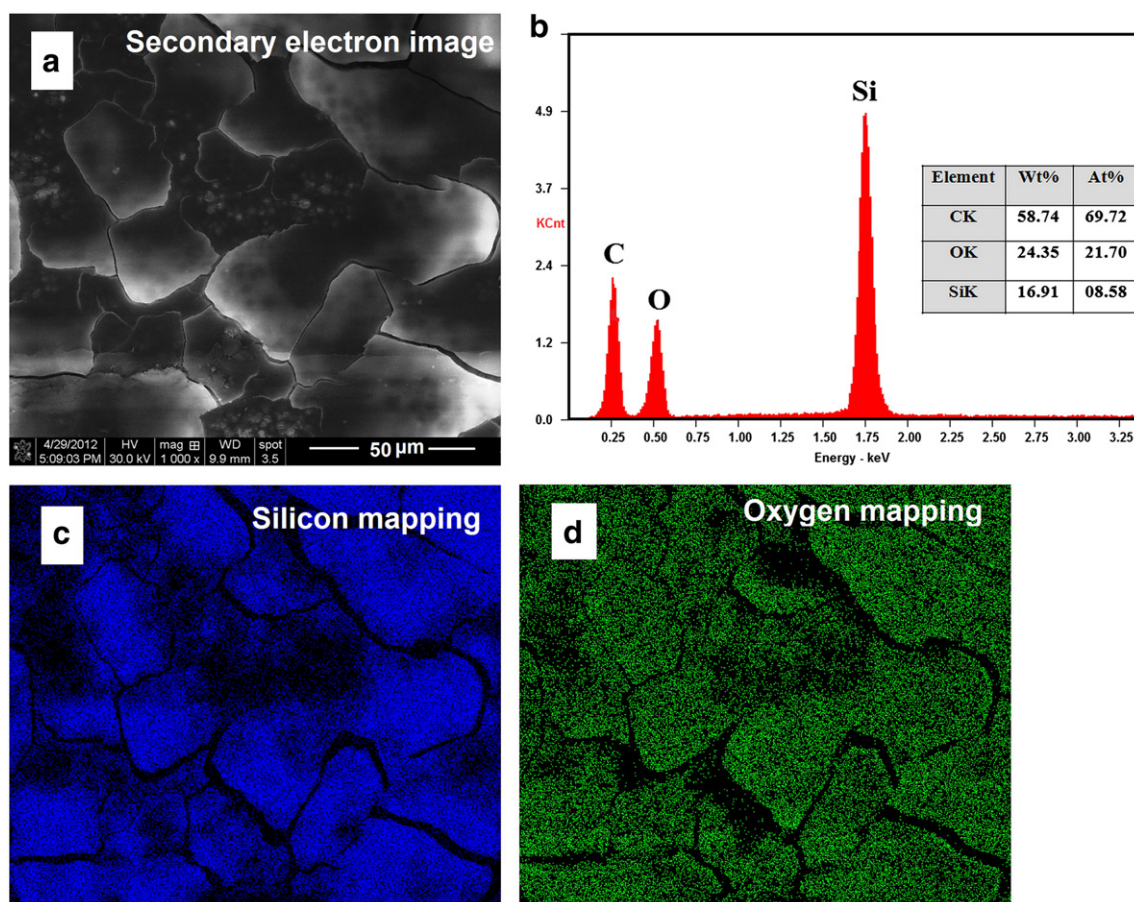 a
Secondary electron image
4/29/2012 HV mag WD spot
5:09:03 PM 30.0 kV 1 000 x 9.9 mm 3.5 50 µm
b
4.9
3.7
KCnt
2.4
1.2
0.0
C
O
Si
0.25 0.50 0.75 1.00 1.25 1.50 1.75 2.00 2.25 2.50 2.75 3.00 3.25
Energy - keV
Element Wt% At%
CK 58.74 69.72
OK 24.35 21.70
SiK 16.91 08.58
c
Silicon mapping
d
Oxygen mapping